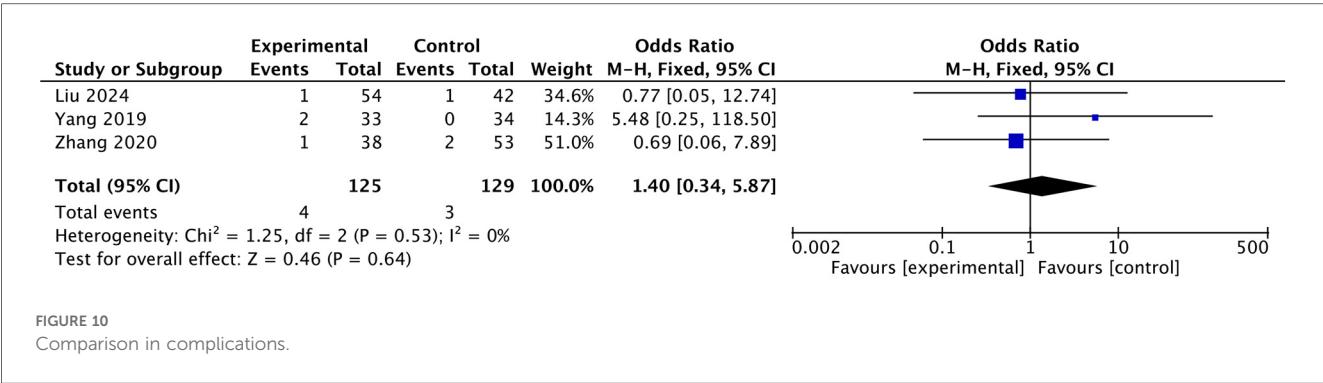 Experimental Control Odds Ratio Odds Ratio
Study or Subgroup Events Total Events Total Weight M-H, Fixed, 95% CI M-H, Fixed, 95% CI
Liu 2024 1 54 1 42 34.6% 0.77 [0.05, 12.74]
Yang 2019 2 33 0 34 14.3% 5.48 [0.25, 118.50]
Zhang 2020 1 38 2 53 51.0% 0.69 [0.06, 7.89]
Total (95% CI) 125 129 100.0% 1.40 [0.34, 5.87]
Total events 4 3
Heterogeneity: Chi² = 1.25, df = 2 (P = 0.53); I² = 0%
Test for overall effect: Z = 0.46 (P = 0.64)
0.002 0.1 1 10 500
Favours [experimental] Favours [control]
FIGURE 10
Comparison in complications.